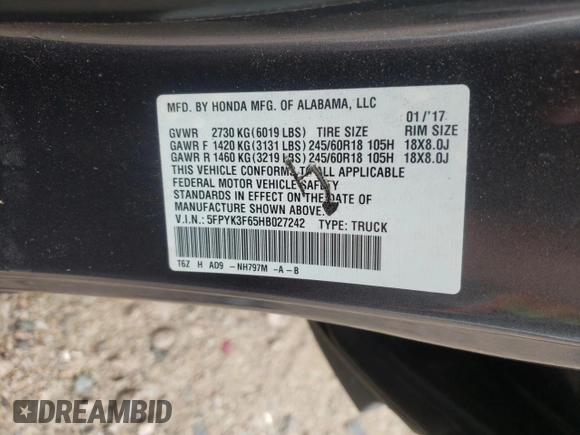 MFD. BY HONDA MFG. OF ALABAMA, LLC
01/'17
GVWR 2730 KG(6019 LBS) TIRE SIZE RIM SIZE
GAWR F 1420 KG(3131 LBS) 245/60R18 105H 18X8.0J
GAWR R 1460 KG(3219 LBS) 245/60R18 105H 18X8.0J
THIS VEHICLE CONFORMS TO ALL APPLICABLE
FEDERAL MOTOR VEHICLE SAFETY
STANDARDS IN EFFECT ON THE DATE OF
MANUFACTURE SHOWN ABOVE.
V.I.N.: 5FPYK3F65HB027242 TYPE: TRUCK
T6Z H AD9 -NH797M -A-B
DREAMBID